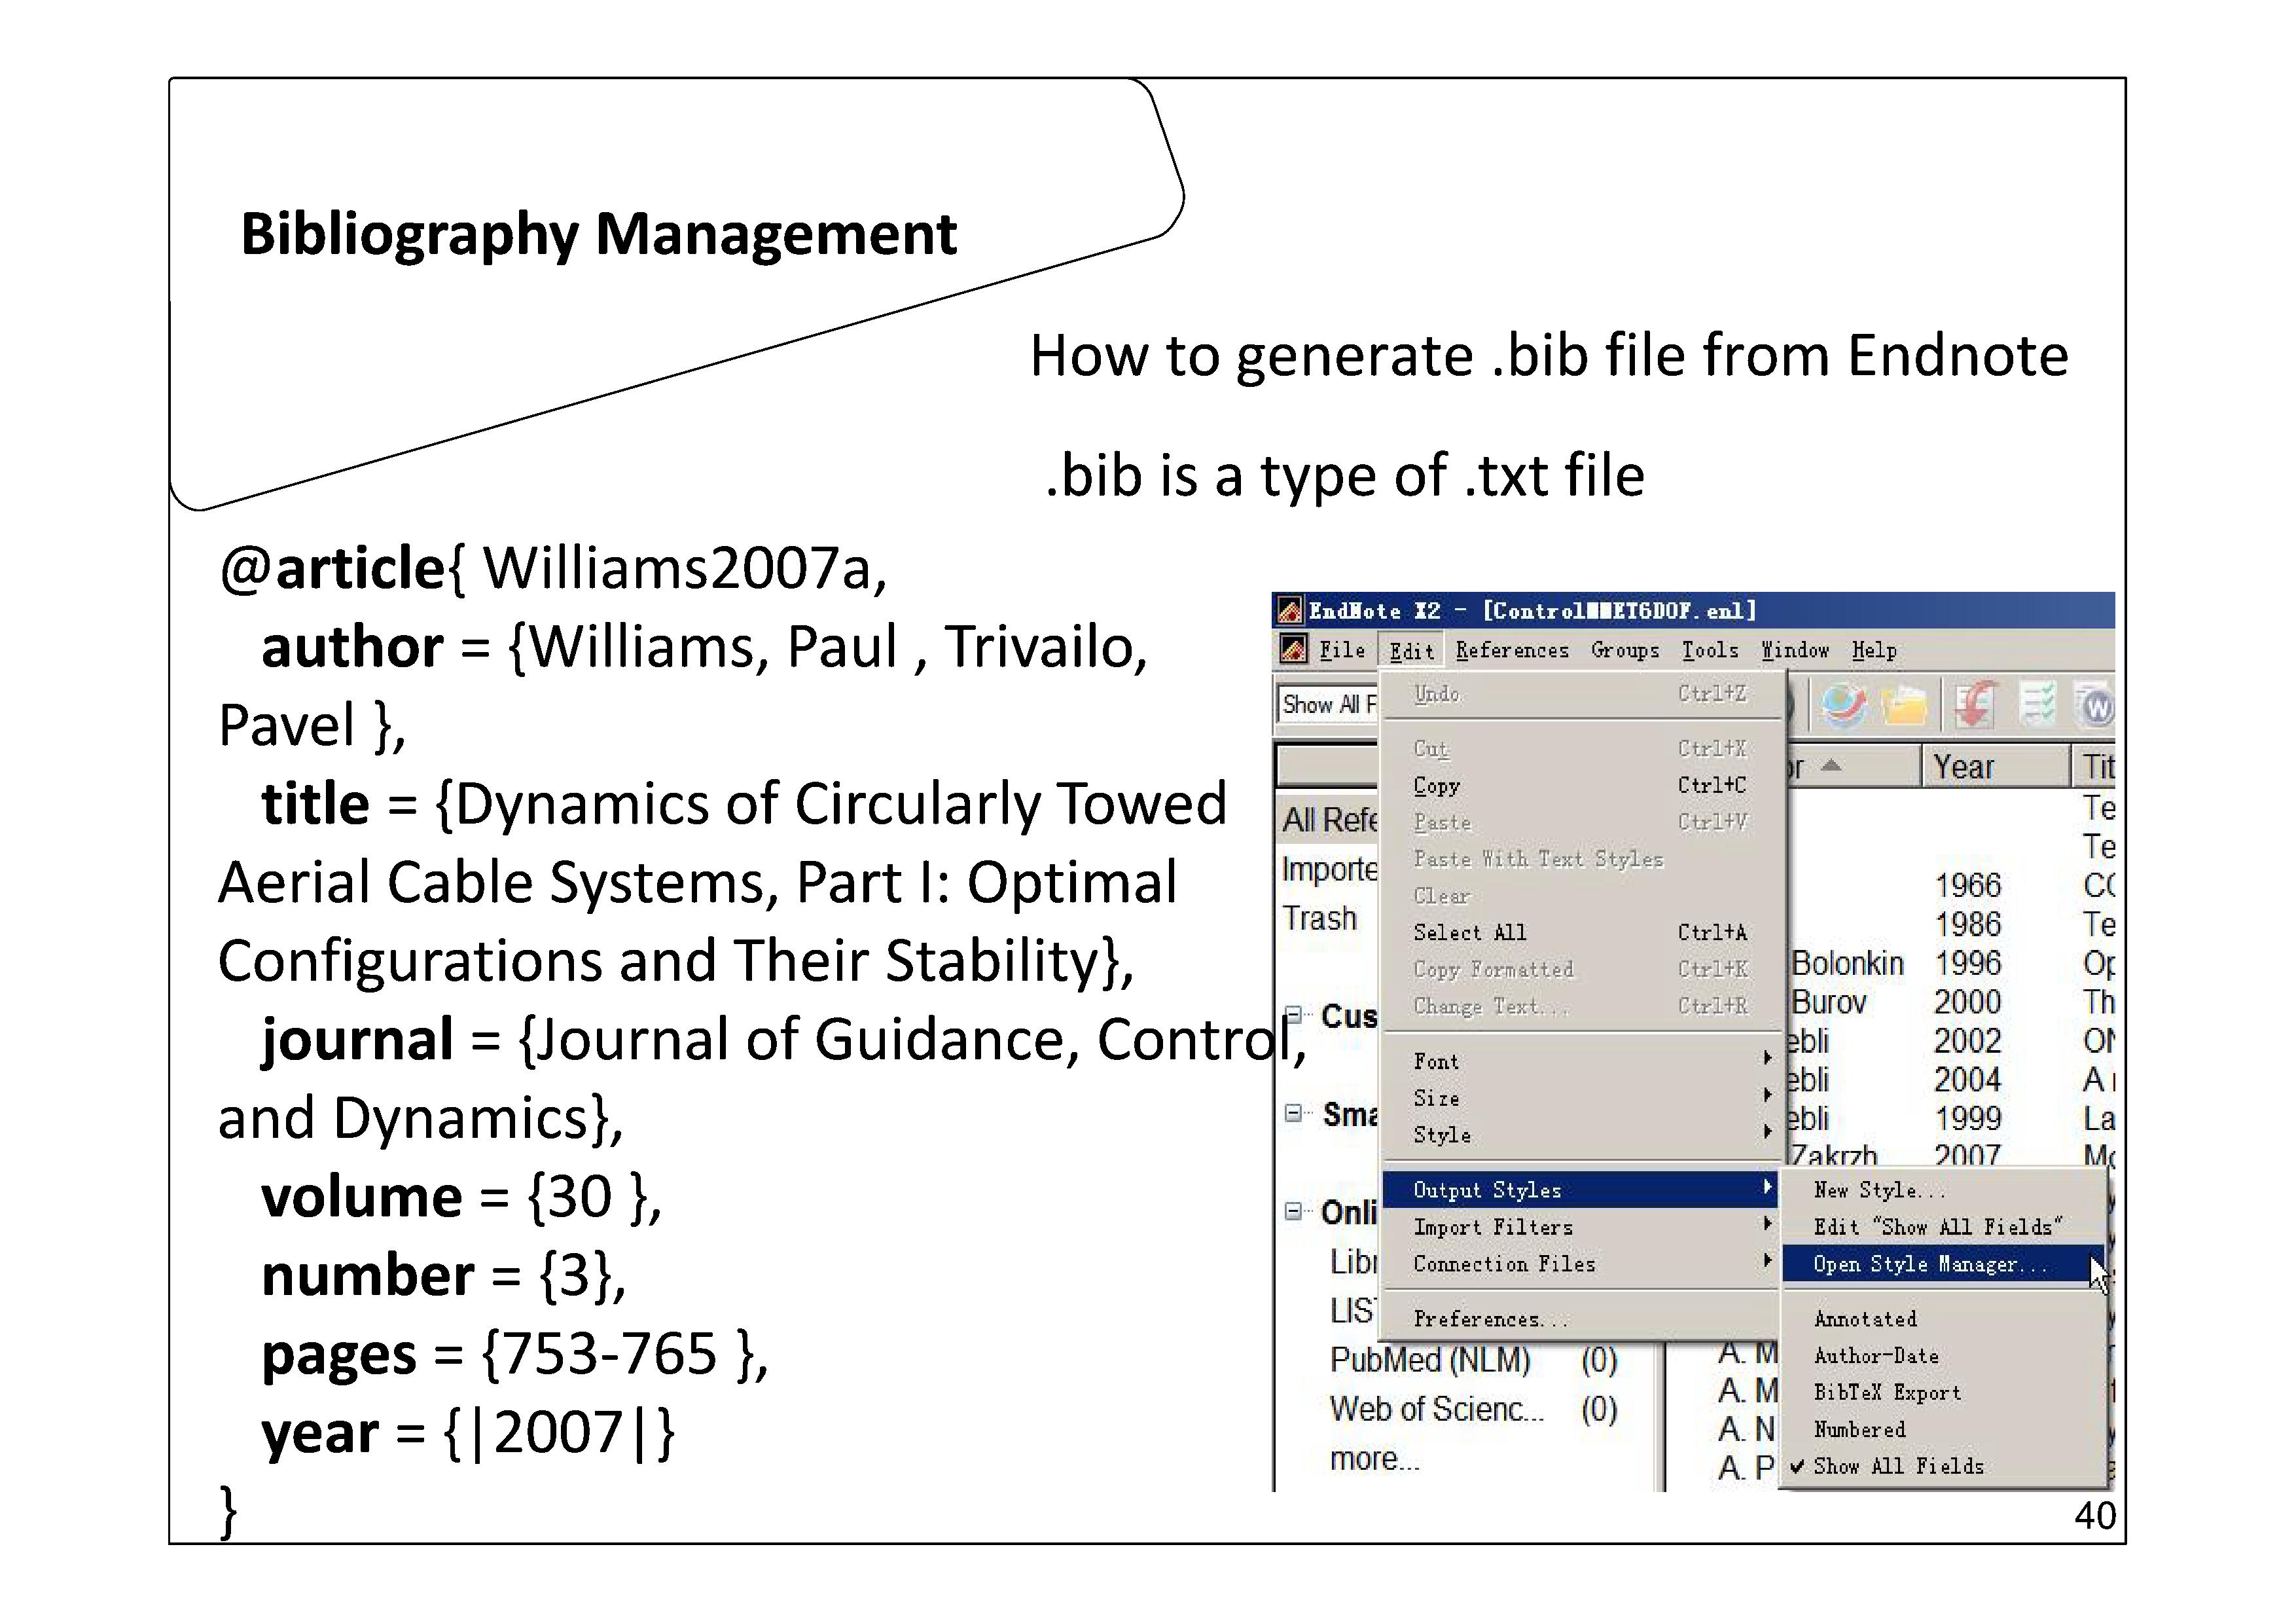 Bibliography Management
How to generate .bib file from Endnote
.bib is a type of .txt file
@article{ Williams2007a,
author = {Williams, Paul , Trivailo,
Pavel },
title = {Dynamics of Circularly Towed
Aerial Cable Systems, Part I: Optimal
Configurations and Their Stability},
journal = {Journal of Guidance, Control,
and Dynamics},
volume = {30 },
number = {3},
pages = {753-765 },
year = {|2007|}
}
EndNote X2 - [Control■■ET6DOF.enl]
File Edit References Groups Tools Window Help
Show All F
Undo Ctrl+Z
Cut Ctrl+X
Copy Ctrl+C
Paste Ctrl+V
Paste With Text Styles
Clear
Select All Ctrl+A
Copy Formatted Ctrl+K
Change Text... Ctrl+R
Font
Size
Style
Output Styles
Import Filters
Connection Files
Preferences...
New Style...
Edit "Show All Fields"
Open Style Manager...
Annotated
Author-Date
BibTeX Export
Numbered
✓ Show All Fields
All Refe
Importe
Trash
Cus
Sma
Onli
Libr
LIS
PubMed (NLM) (0)
Web of Scienc... (0)
more...
or Year Tit
Te
Te
1966 CO
1986 Te
Bolonkin 1996 Op
Burov 2000 Th
ebli 2002 ON
ebli 2004 A
ebli 1999 La
Zakrzh 2007 Mo
A. M
A. M
A. N
A. P
40